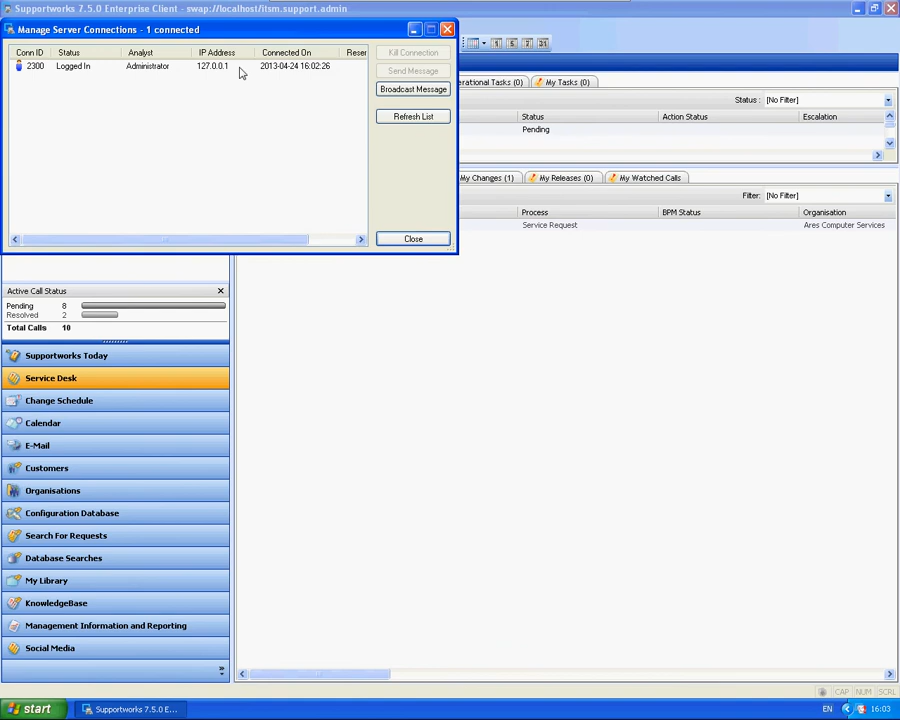 Supportworks 7.5.0 Enterprise Client - swap://localhost/itsm.support.admin
Manage Server Connections - 1 connected
Conn ID Status Analyst IP Address Connected On Reser
2300 Logged In Administrator 127.0.0.1 2013-04-24 16:02:26
Kill Connection
Send Message
Broadcast Message
Refresh List
Close
1 5 7 31
erational Tasks (0) My Tasks (0)
Status : [No Filter]
Status Action Status Escalation
Pending
My Changes (1) My Releases (0) My Watched Calls
Filter: [No Filter]
Process BPM Status Organisation
Service Request Ares Computer Services
Active Call Status
Pending 8
Resolved 2
Total Calls 10
Supportworks Today
Service Desk
Change Schedule
Calendar
E-Mail
Customers
Organisations
Configuration Database
Search For Requests
Database Searches
My Library
KnowledgeBase
Management Information and Reporting
Social Media
CAP NUM SCRL
start Supportworks 7.5.0 E... EN 16:03